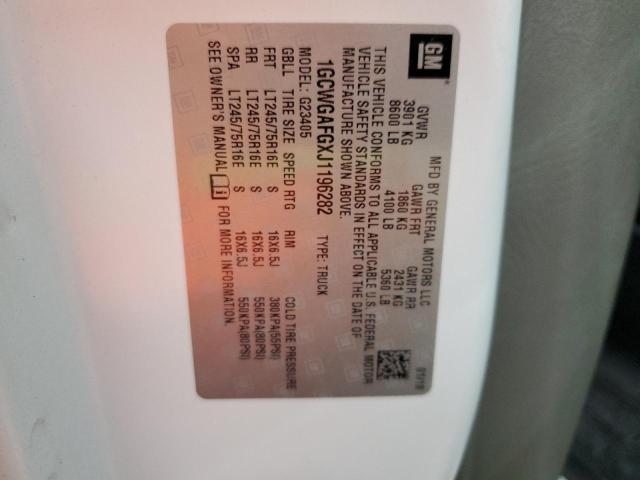 GM
MFD BY GENERAL MOTORS LLC 01/18
GVWR GAWR FRT GAWR RR
3901 KG 1860 KG 2431 KG
8600 LB 4100 LB 5360 LB
THIS VEHICLE CONFORMS TO ALL APPLICABLE U.S. FEDERAL MOTOR
VEHICLE SAFETY STANDARDS IN EFFECT ON THE DATE OF
MANUFACTURE SHOWN ABOVE.
1GCWGAFGXJ1196282 TYPE: TRUCK
MODEL: G23405
GBLL TIRE SIZE SPEED RTG RIM COLD TIRE PRESSURE
FRT LT245/75R16E S 16X6.5J 380KPA(55PSI)
RR LT245/75R16E S 16X6.5J 550KPA(80PSI)
SPA LT245/75R16E S 16X6.5J 550KPA(80PSI)
SEE OWNER'S MANUAL FOR MORE INFORMATION.